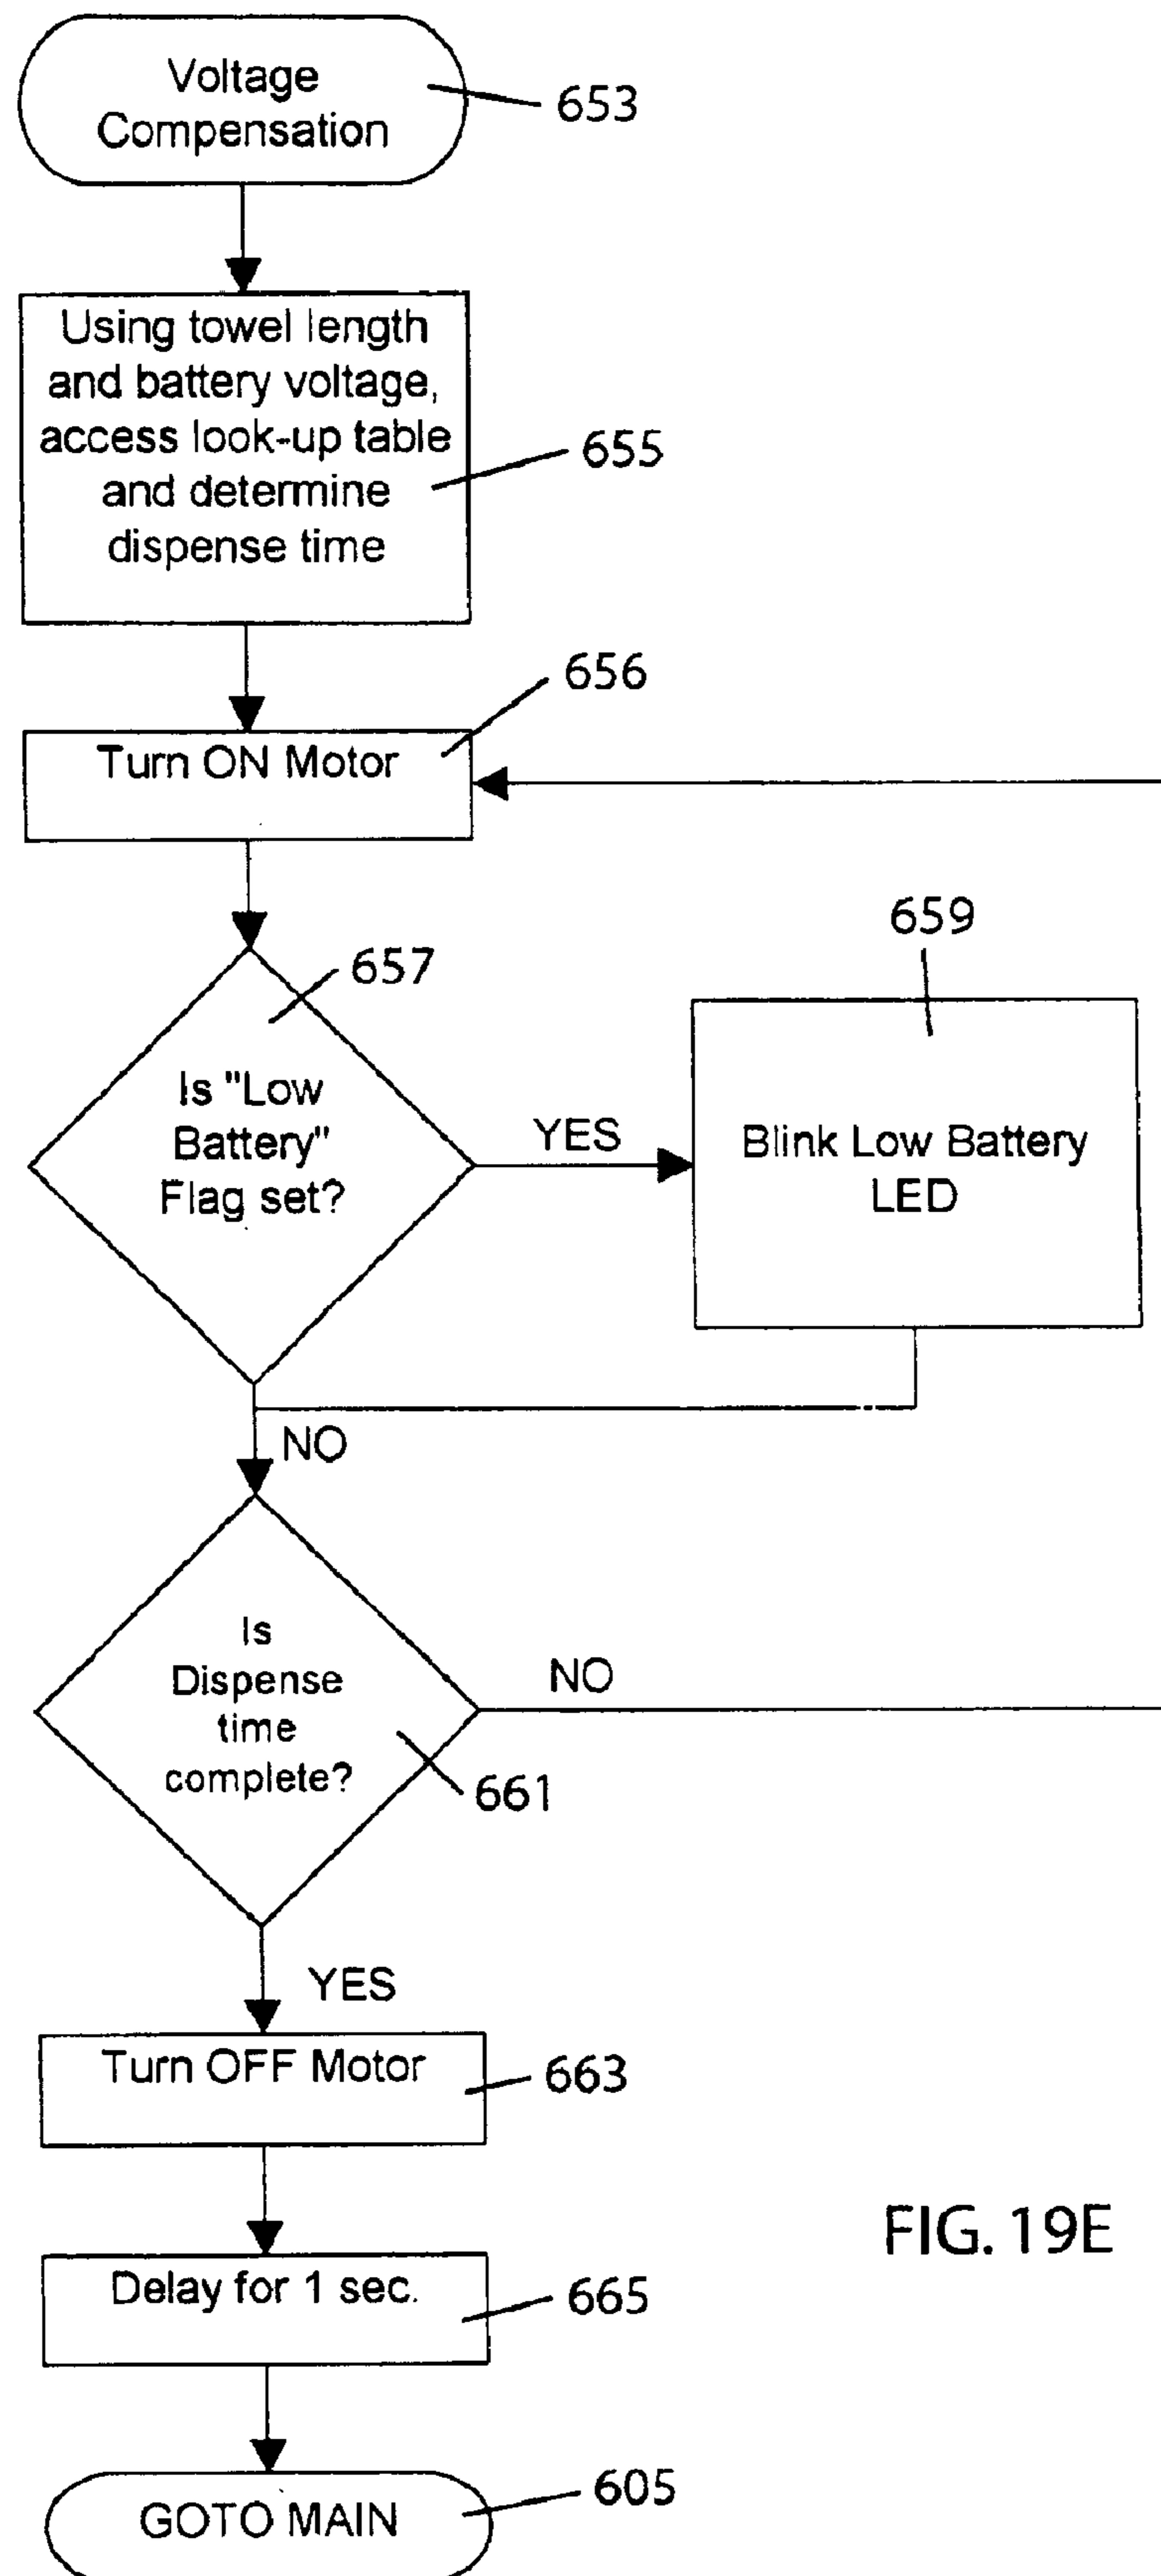 Voltage
Compensation
653
Using towel length
and battery voltage,
access look-up table
and determine
dispense time
655
656
Turn ON Motor
657
659
Is "Low
Battery"
Flag set?
YES
Blink Low Battery
LED
NO
Is
Dispense
time
complete?
NO
661
YES
Turn OFF Motor
663
FIG. 19E
Delay for 1 sec.
665
GOTO MAIN
605